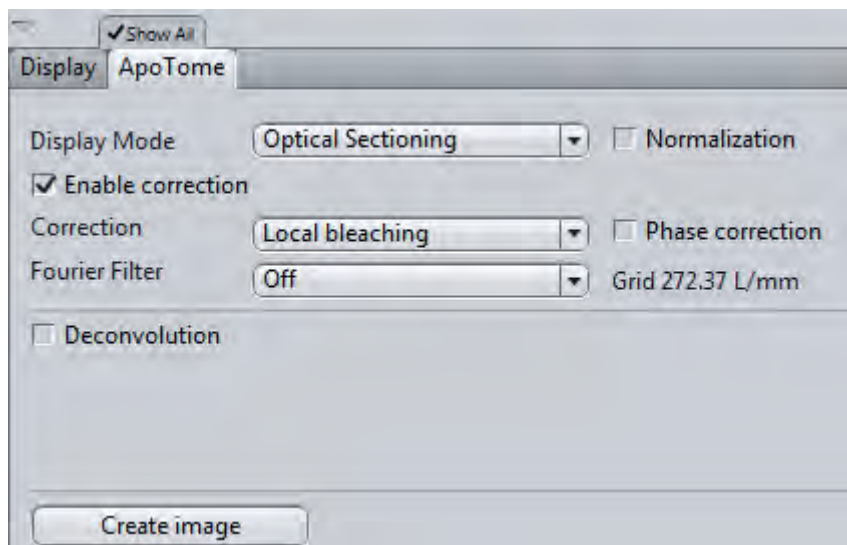 Show All
Display ApoTome
Display Mode Optical Sectioning Normalization
Enable correction
Correction Local bleaching Phase correction
Fourier Filter Off Grid 272.37 L/mm
Deconvolution
Create image